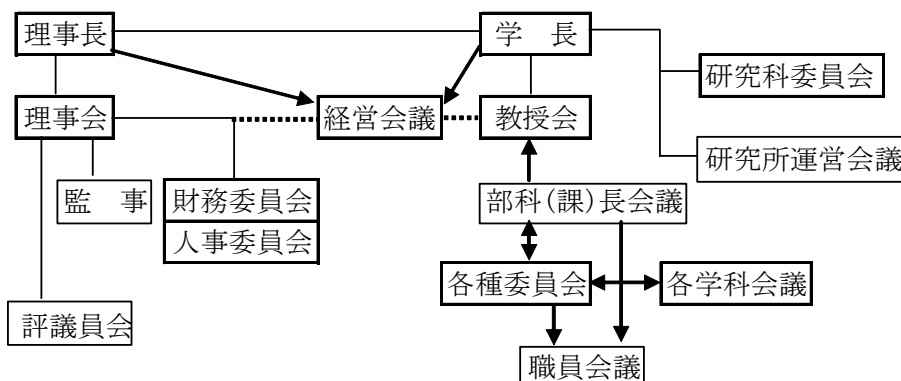 理事長
学　長
研究科委員会
理事会
経営会議
教授会
研究所運営会議
監　事
財務委員会
部科(課)長会議
人事委員会
各種委員会
各学科会議
評議員会
職員会議